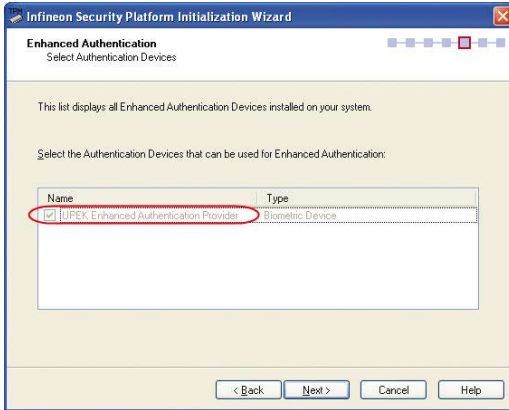 TPM
Infineon Security Platform Initialization Wizard
Enhanced Authentication
Select Authentication Devices
This list displays all Enhanced Authentication Devices installed on your system.
Select the Authentication Devices that can be used for Enhanced Authentication:
Name Type
UPEK Enhanced Authentication Provider Biometric Device
< Back Next > Cancel Help